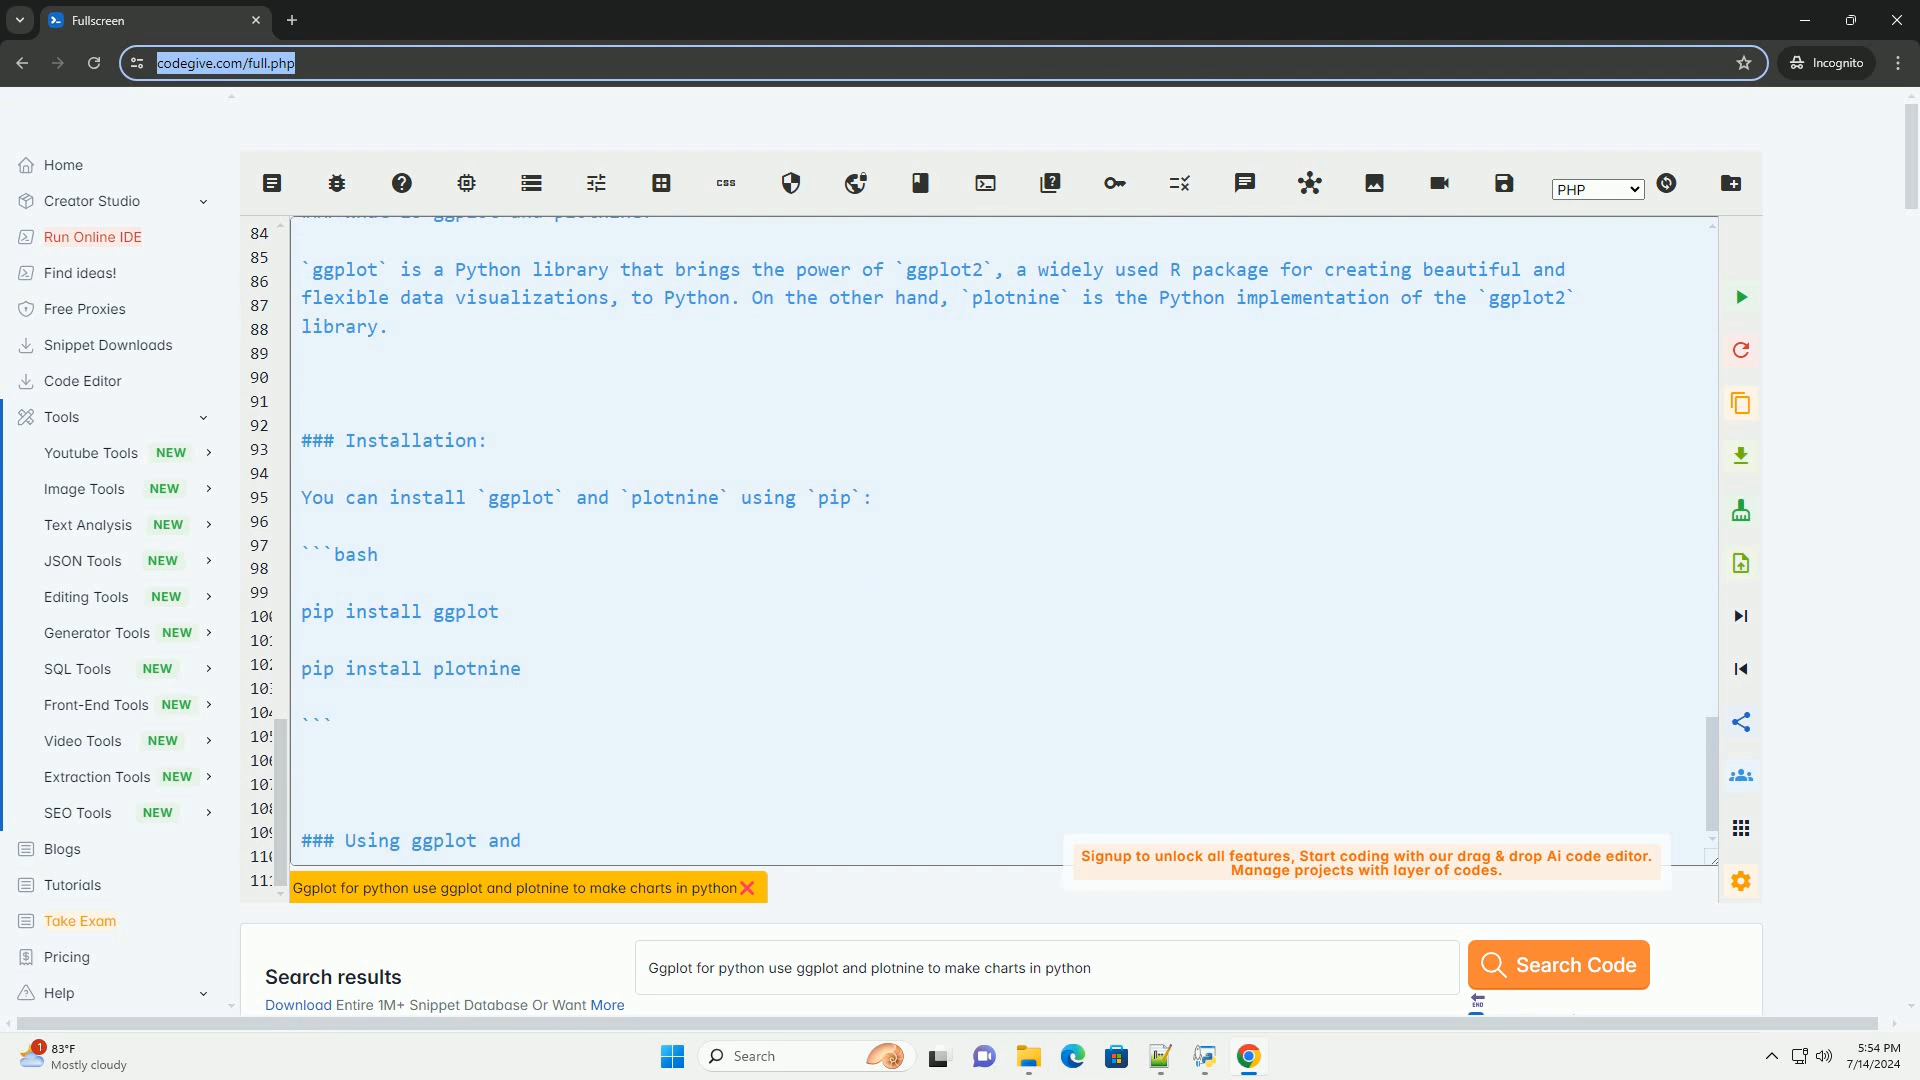 Fullscreen
codegive.com/full.php
Incognito
Home
Creator Studio
Run Online IDE
Find ideas!
Free Proxies
Snippet Downloads
Code Editor
Tools
Youtube Tools NEW
Image Tools NEW
Text Analysis NEW
JSON Tools NEW
Editing Tools NEW
Generator Tools NEW
SQL Tools NEW
Front-End Tools NEW
Video Tools NEW
Extraction Tools NEW
SEO Tools NEW
Blogs
Tutorials
Take Exam
Pricing
Help
css
PHP
84
85
86
87
88
89
90
91
92
93
94
95
96
97
98
99
`ggplot` is a Python library that brings the power of `ggplot2`, a widely used R package for creating beautiful and
flexible data visualizations, to Python. On the other hand, `plotnine` is the Python implementation of the `ggplot2`
library.
### Installation:
You can install `ggplot` and `plotnine` using `pip`:
```bash
pip install ggplot
pip install plotnine
```
### Using ggplot and
Signup to unlock all features, Start coding with our drag & drop Ai code editor.
Manage projects with layer of codes.
Ggplot for python use ggplot and plotnine to make charts in python
Search results
Download Entire 1M+ Snippet Database Or Want More
Ggplot for python use ggplot and plotnine to make charts in python
Search Code
END
1
83°F
Mostly cloudy
Search
5:54 PM
7/14/2024